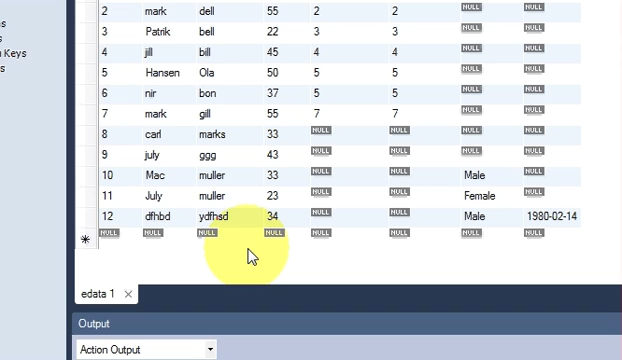 2 mark dell 55 2 2 NULL NULL
3 Patrik bell 22 3 3 NULL NULL
4 jill bill 45 4 4 NULL NULL
5 Hansen Ola 50 5 5 NULL NULL
6 nir bon 37 5 5 NULL NULL
7 mark gill 55 7 7 NULL NULL
8 carl marks 33 NULL NULL NULL NULL
9 july ggg 43 NULL NULL NULL NULL
10 Mac muller 33 NULL NULL Male NULL
11 July muller 23 NULL NULL Female NULL
12 dfhbd ydfhsd 34 NULL NULL Male 1980-02-14
* NULL NULL NULL NULL NULL NULL NULL NULL
Keys
edata 1 ×
Output
Action Output